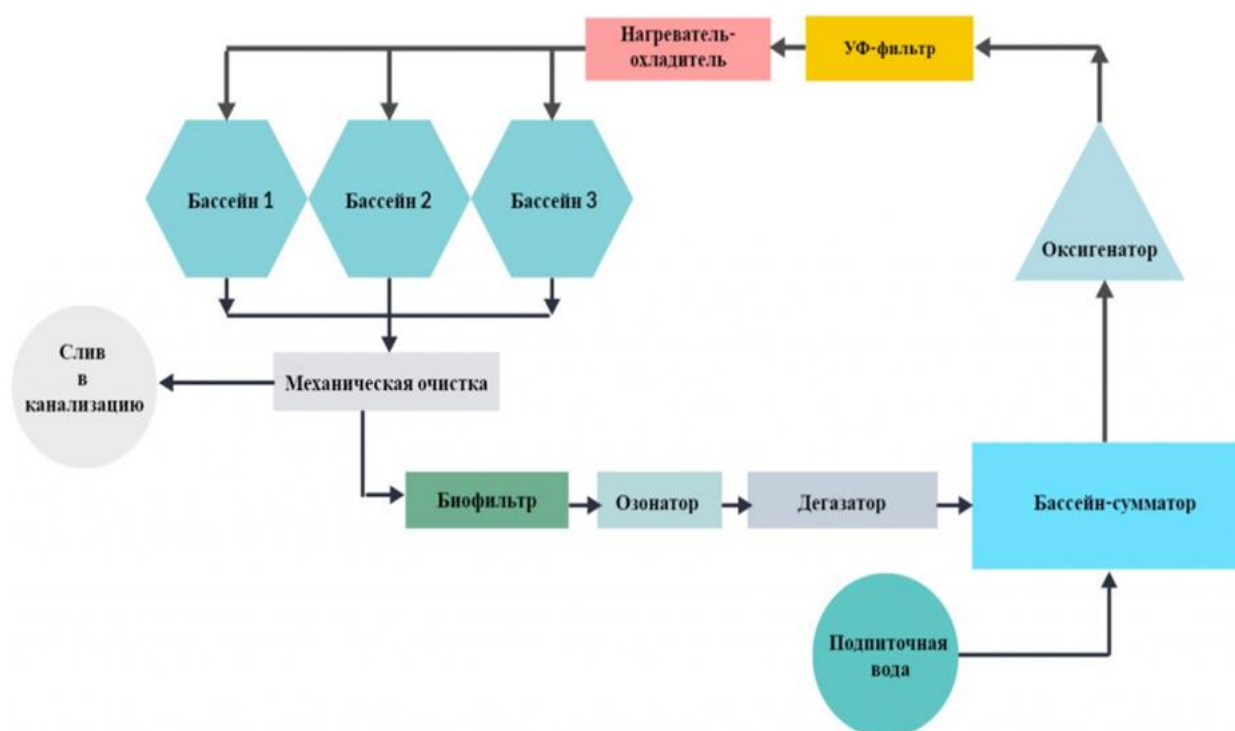 Нагреватель-
охладитель
УФ-фильтр
Бассейн 1
Бассейн 2
Бассейн 3
Оксигенатор
Слив
в
канализацию
Механическая очистка
Биофильтр
Озонатор
Дегазатор
Бассейн-сумматор
Подпиточная
вода